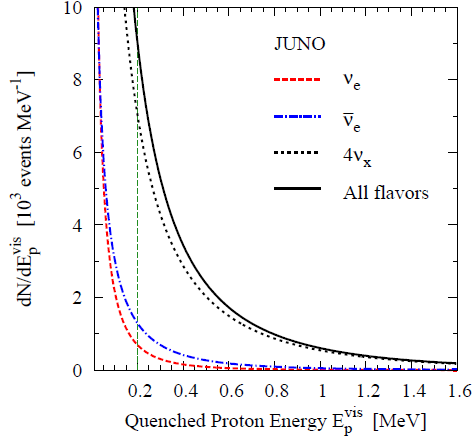 10
8
6
4
2
0
dN/dE_p^vis [10³ events MeV⁻¹]
JUNO
ν_e
ν̄_e
4ν_x
All flavors
0.2 0.4 0.6 0.8 1 1.2 1.4 1.6
Quenched Proton Energy E_p^vis [MeV]